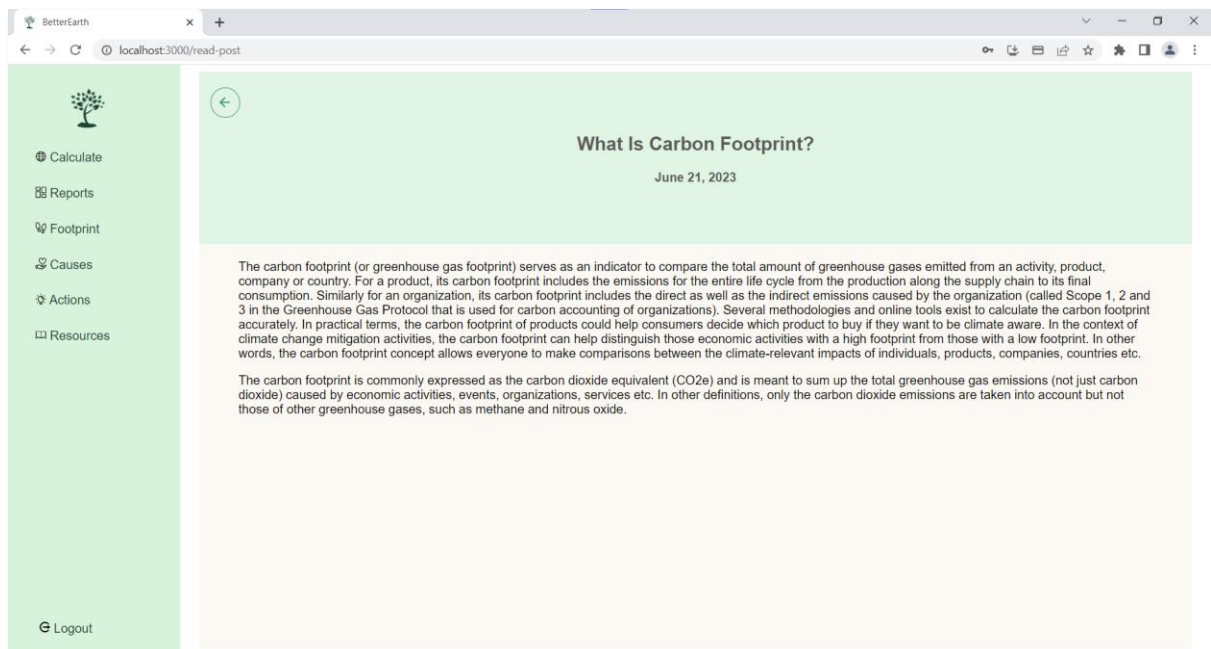 BetterEarth
localhost:3000/read-post
Calculate
Reports
Footprint
Causes
Actions
Resources
Logout
What Is Carbon Footprint?
June 21, 2023
The carbon footprint (or greenhouse gas footprint) serves as an indicator to compare the total amount of greenhouse gases emitted from an activity, product,
company or country. For a product, its carbon footprint includes the emissions for the entire life cycle from the production along the supply chain to its final
consumption. Similarly for an organization, its carbon footprint includes the direct as well as the indirect emissions caused by the organization (called Scope 1, 2 and
3 in the Greenhouse Gas Protocol that is used for carbon accounting of organizations). Several methodologies and online tools exist to calculate the carbon footprint
accurately. In practical terms, the carbon footprint of products could help consumers decide which product to buy if they want to be climate aware. In the context of
climate change mitigation activities, the carbon footprint can help distinguish those economic activities with a high footprint from those with a low footprint. In other
words, the carbon footprint concept allows everyone to make comparisons between the climate-relevant impacts of individuals, products, companies, countries etc.
The carbon footprint is commonly expressed as the carbon dioxide equivalent (CO2e) and is meant to sum up the total greenhouse gas emissions (not just carbon
dioxide) caused by economic activities, events, organizations, services etc. In other definitions, only the carbon dioxide emissions are taken into account but not
those of other greenhouse gases, such as methane and nitrous oxide.